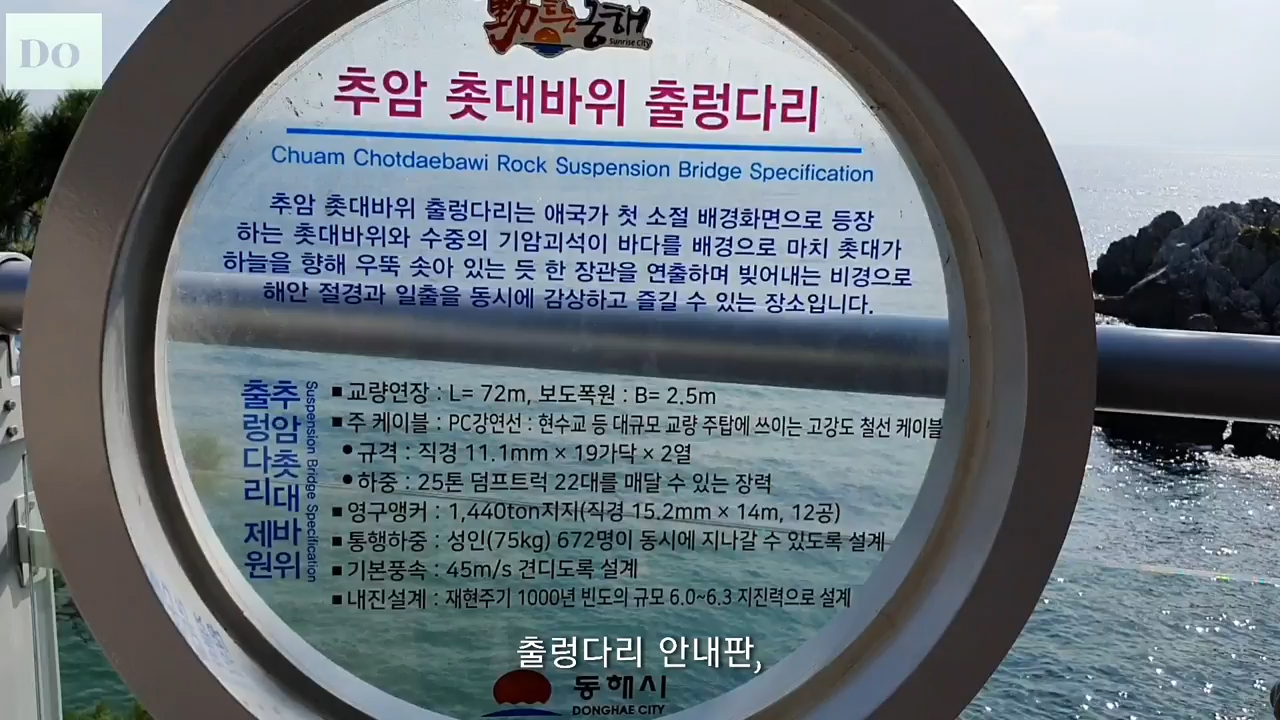 Do
動트는 동해
Sunrise City
추암 촛대바위 출렁다리
Chuam Chotdaebawi Rock Suspension Bridge Specification
추암 촛대바위 출렁다리는 애국가 첫 소절 배경화면으로 등장
하는 촛대바위와 수중의 기암괴석이 바다를 배경으로 마치 촛대가
하늘을 향해 우뚝 솟아 있는 듯 한 장관을 연출하며 빚어내는 비경으로
해안 절경과 일출을 동시에 감상하고 즐길 수 있는 장소입니다.
추암촛대바위
출렁다리제원
Suspension Bridge Specification
■ 교량연장 : L= 72m, 보도폭원 : B= 2.5m
■ 주 케이블 : PC강연선 : 현수교 등 대규모 교량 주탑에 쓰이는 고강도 철선 케이블
● 규격 : 직경 11.1mm × 19가닥 × 2열
● 하중 : 25톤 덤프트럭 22대를 매달 수 있는 장력
■ 영구앵커 : 1,440ton지지(직경 15.2mm × 14m, 12공)
■ 통행하중 : 성인(75kg) 672명이 동시에 지나갈 수 있도록 설계
■ 기본풍속 : 45m/s 견디도록 설계
■ 내진설계 : 재현주기 1000년 빈도의 규모 6.0~6.3 지진력으로 설계
출렁다리 안내판,
동해시
DONGHAE CITY